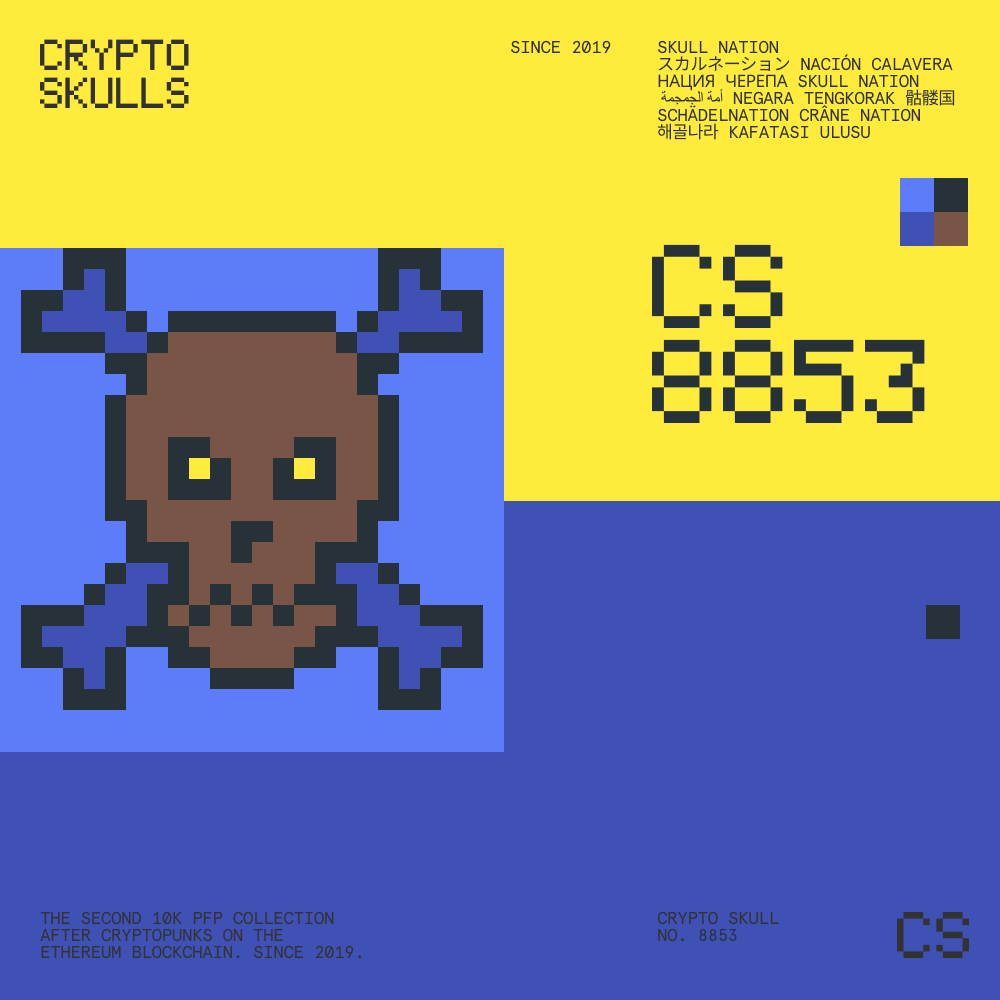 CRYPTO
SKULLS
SINCE 2019
SKULL NATION
スカルネーション NACIÓN CALAVERA
НАЦИЯ ЧЕРЕПА SKULL NATION
أمة الجمجمة NEGARA TENGKORAK 骷髅国
SCHÄDELNATION CRÂNE NATION
해골나라 KAFATASI ULUSU
CS
8853
THE SECOND 10K PFP COLLECTION
AFTER CRYPTOPUNKS ON THE
ETHEREUM BLOCKCHAIN. SINCE 2019.
CRYPTO SKULL
NO. 8853
CS